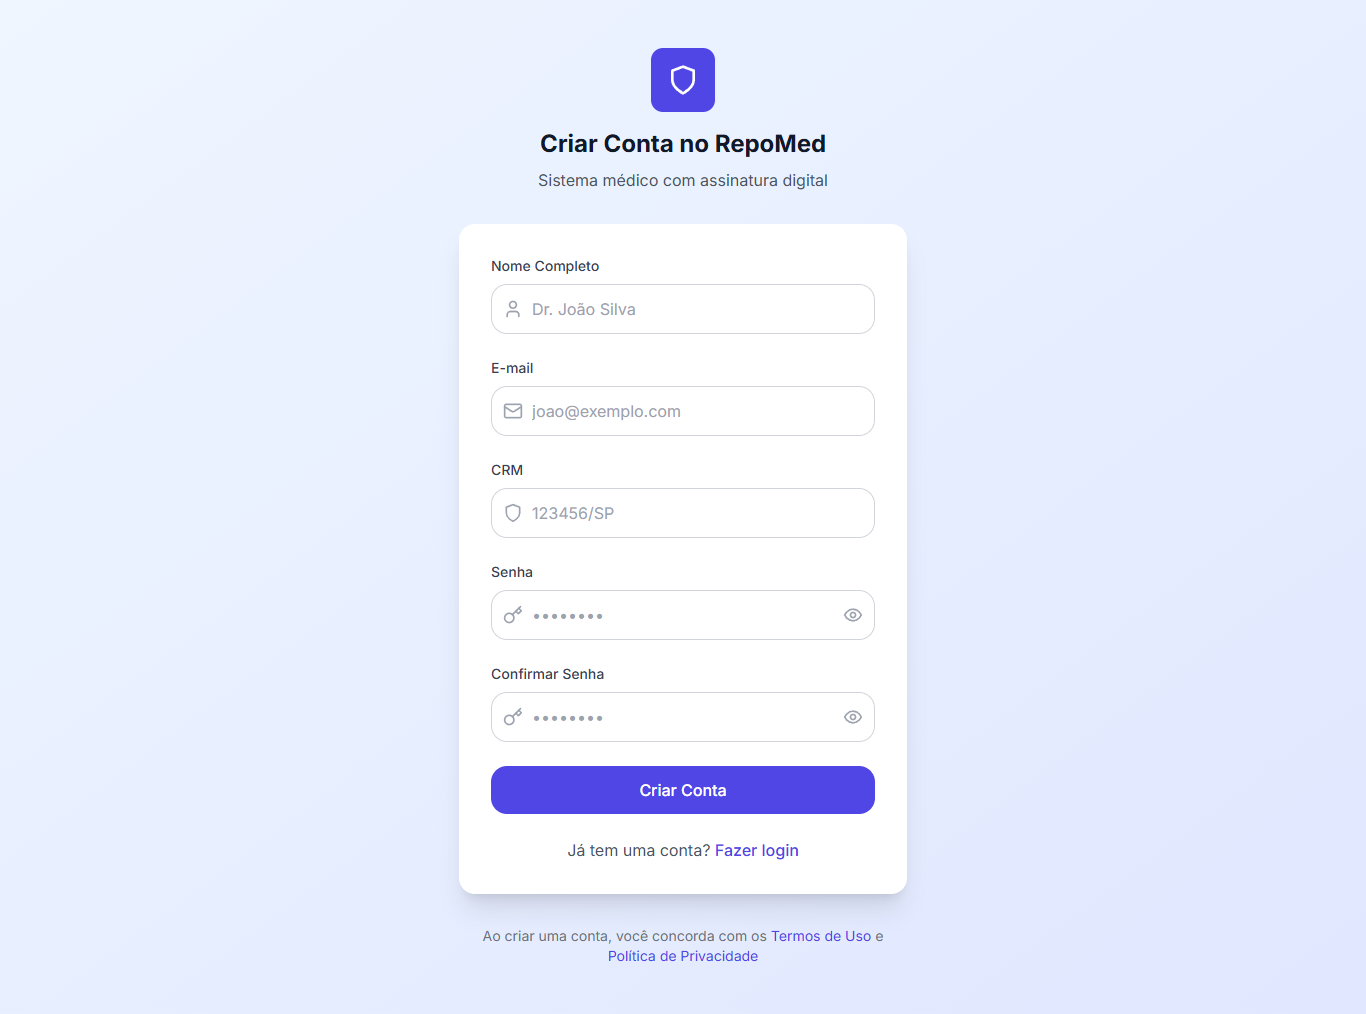 Criar Conta no RepoMed
Sistema médico com assinatura digital
Nome Completo
Dr. João Silva
E-mail
joao@exemplo.com
CRM
123456/SP
Senha
••••••••
Confirmar Senha
••••••••
Criar Conta
Já tem uma conta? Fazer login
Ao criar uma conta, você concorda com os Termos de Uso e
Política de Privacidade